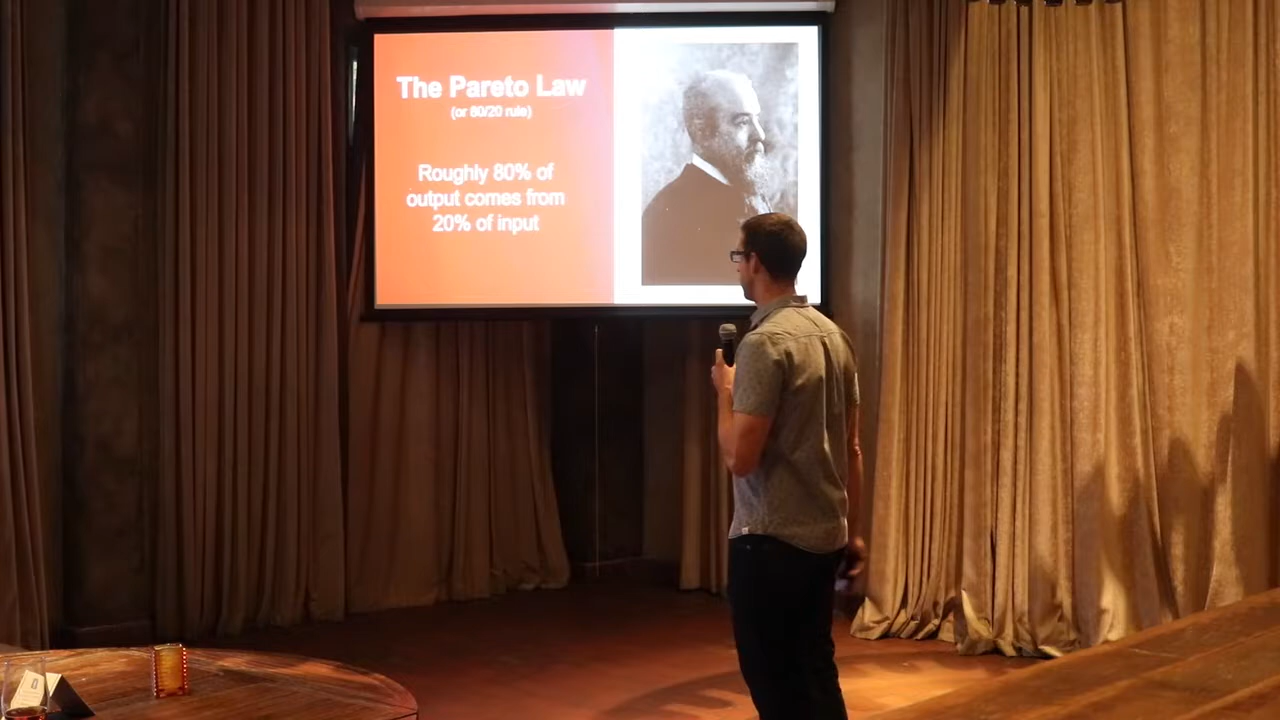 The Pareto Law
(or 80/20 rule)
Roughly 80% of
output comes from
20% of input